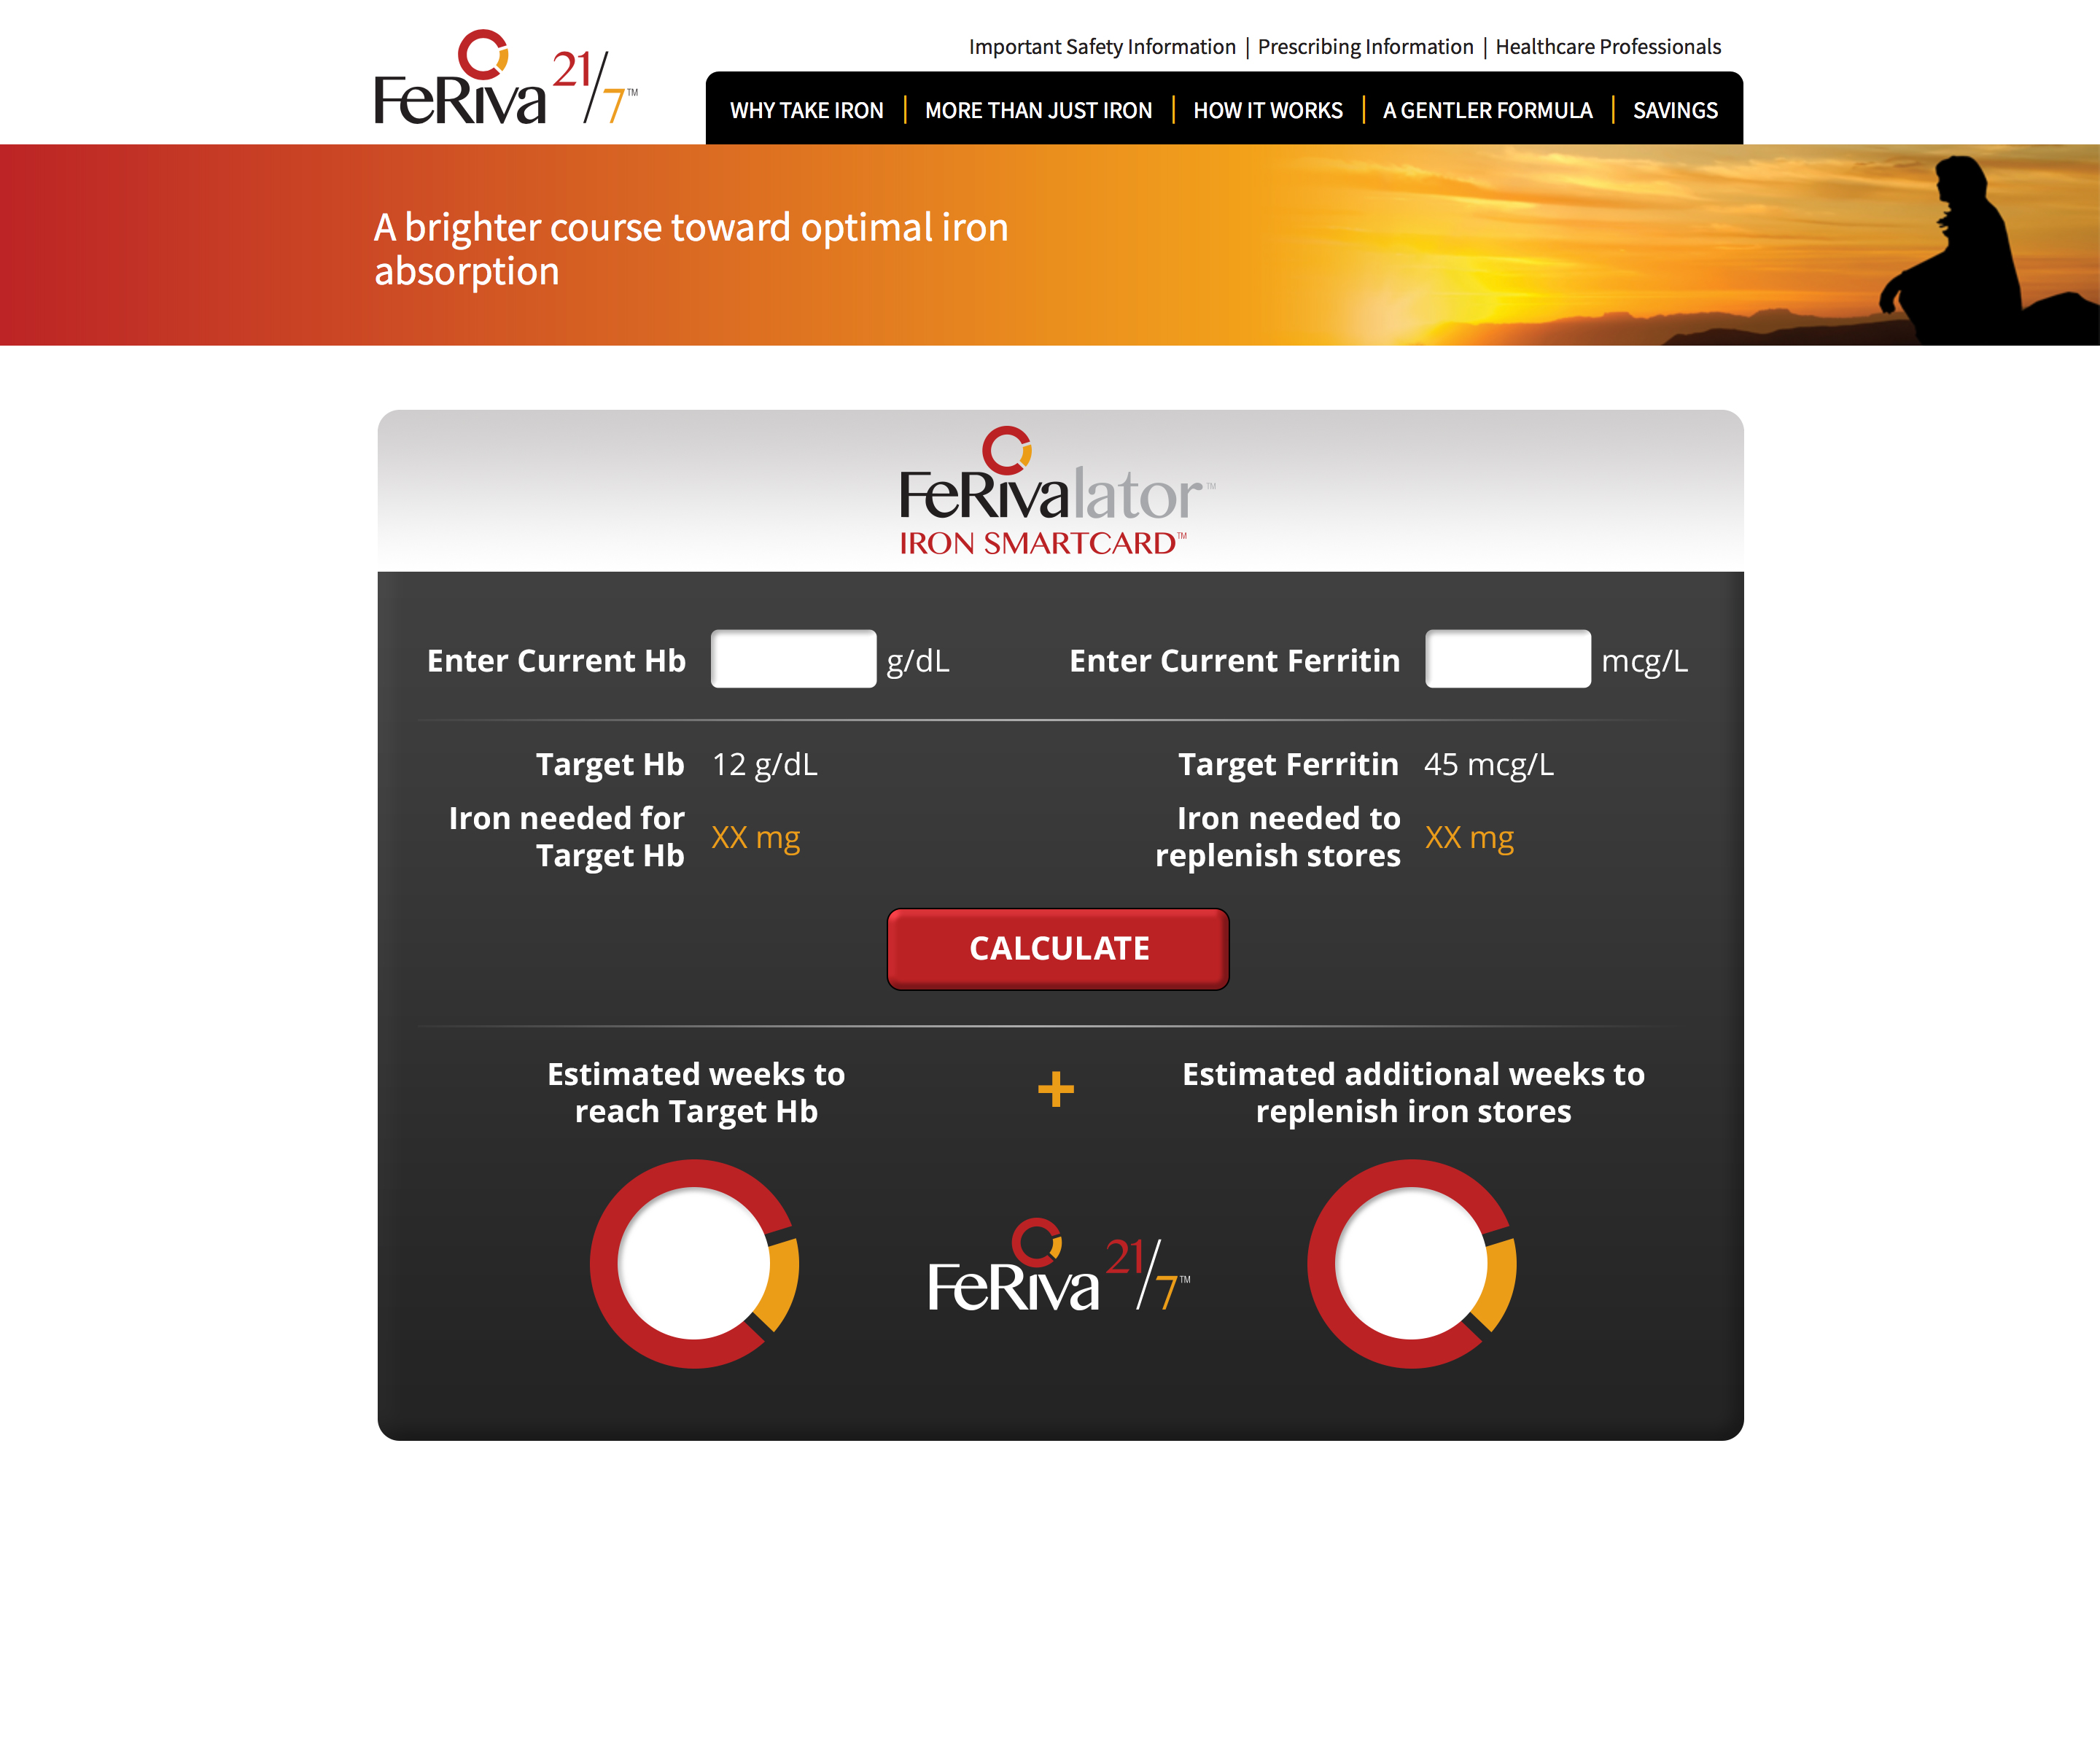 FeRiva 21/7™
Important Safety Information | Prescribing Information | Healthcare Professionals
WHY TAKE IRON | MORE THAN JUST IRON | HOW IT WORKS | A GENTLER FORMULA | SAVINGS
A brighter course toward optimal iron
absorption
FeRivalator™
IRON SMARTCARD™
Enter Current Hb g/dL
Enter Current Ferritin mcg/L
Target Hb 12 g/dL
Iron needed for
Target Hb
XX mg
Target Ferritin 45 mcg/L
Iron needed to
replenish stores
XX mg
CALCULATE
Estimated weeks to
reach Target Hb
+
Estimated additional weeks to
replenish iron stores
FeRiva 21/7™